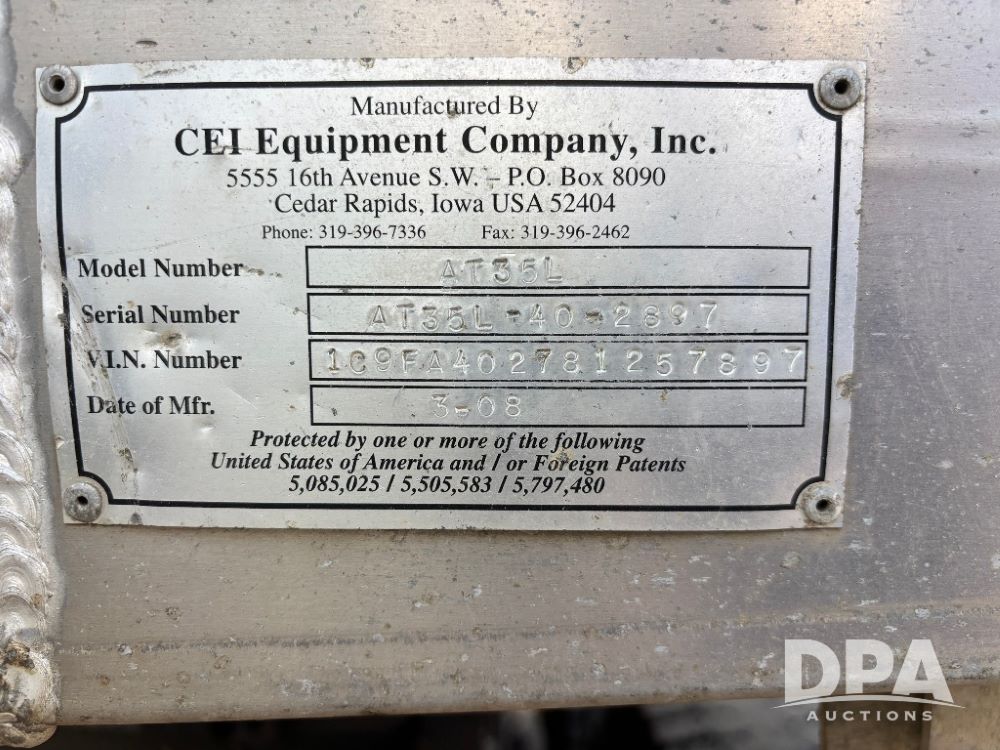 Manufactured By
CEI Equipment Company, Inc.
5555 16th Avenue S.W. – P.O. Box 8090
Cedar Rapids, Iowa USA 52404
Phone: 319-396-7336 Fax: 319-396-2462
Model Number AT35L
Serial Number AT35L-40-2897
V.I.N. Number 1C9FA402781257897
Date of Mfr. 3-08
Protected by one or more of the following
United States of America and / or Foreign Patents
5,085,025 / 5,505,583 / 5,797,480
DPA
AUCTIONS